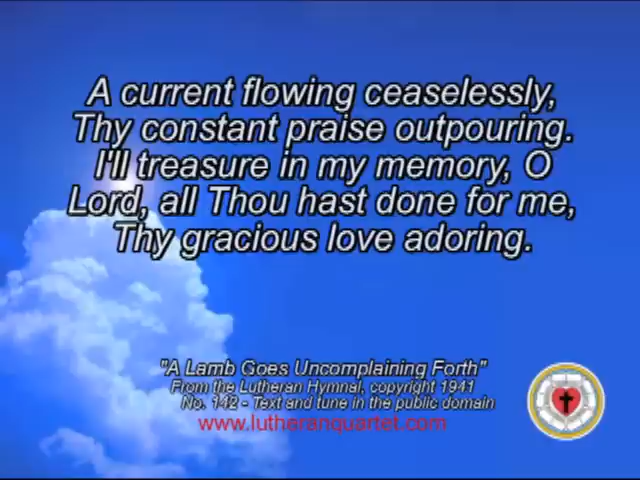 A current flowing ceaselessly,
Thy constant praise outpouring.
I'll treasure in my memory, O
Lord, all Thou hast done for me,
Thy gracious love adoring.
"A Lamb Goes Uncomplaining Forth"
From the Lutheran Hymnal, copyright 1941
No. 142 - Text and tune in the public domain
www.lutheranquartet.com